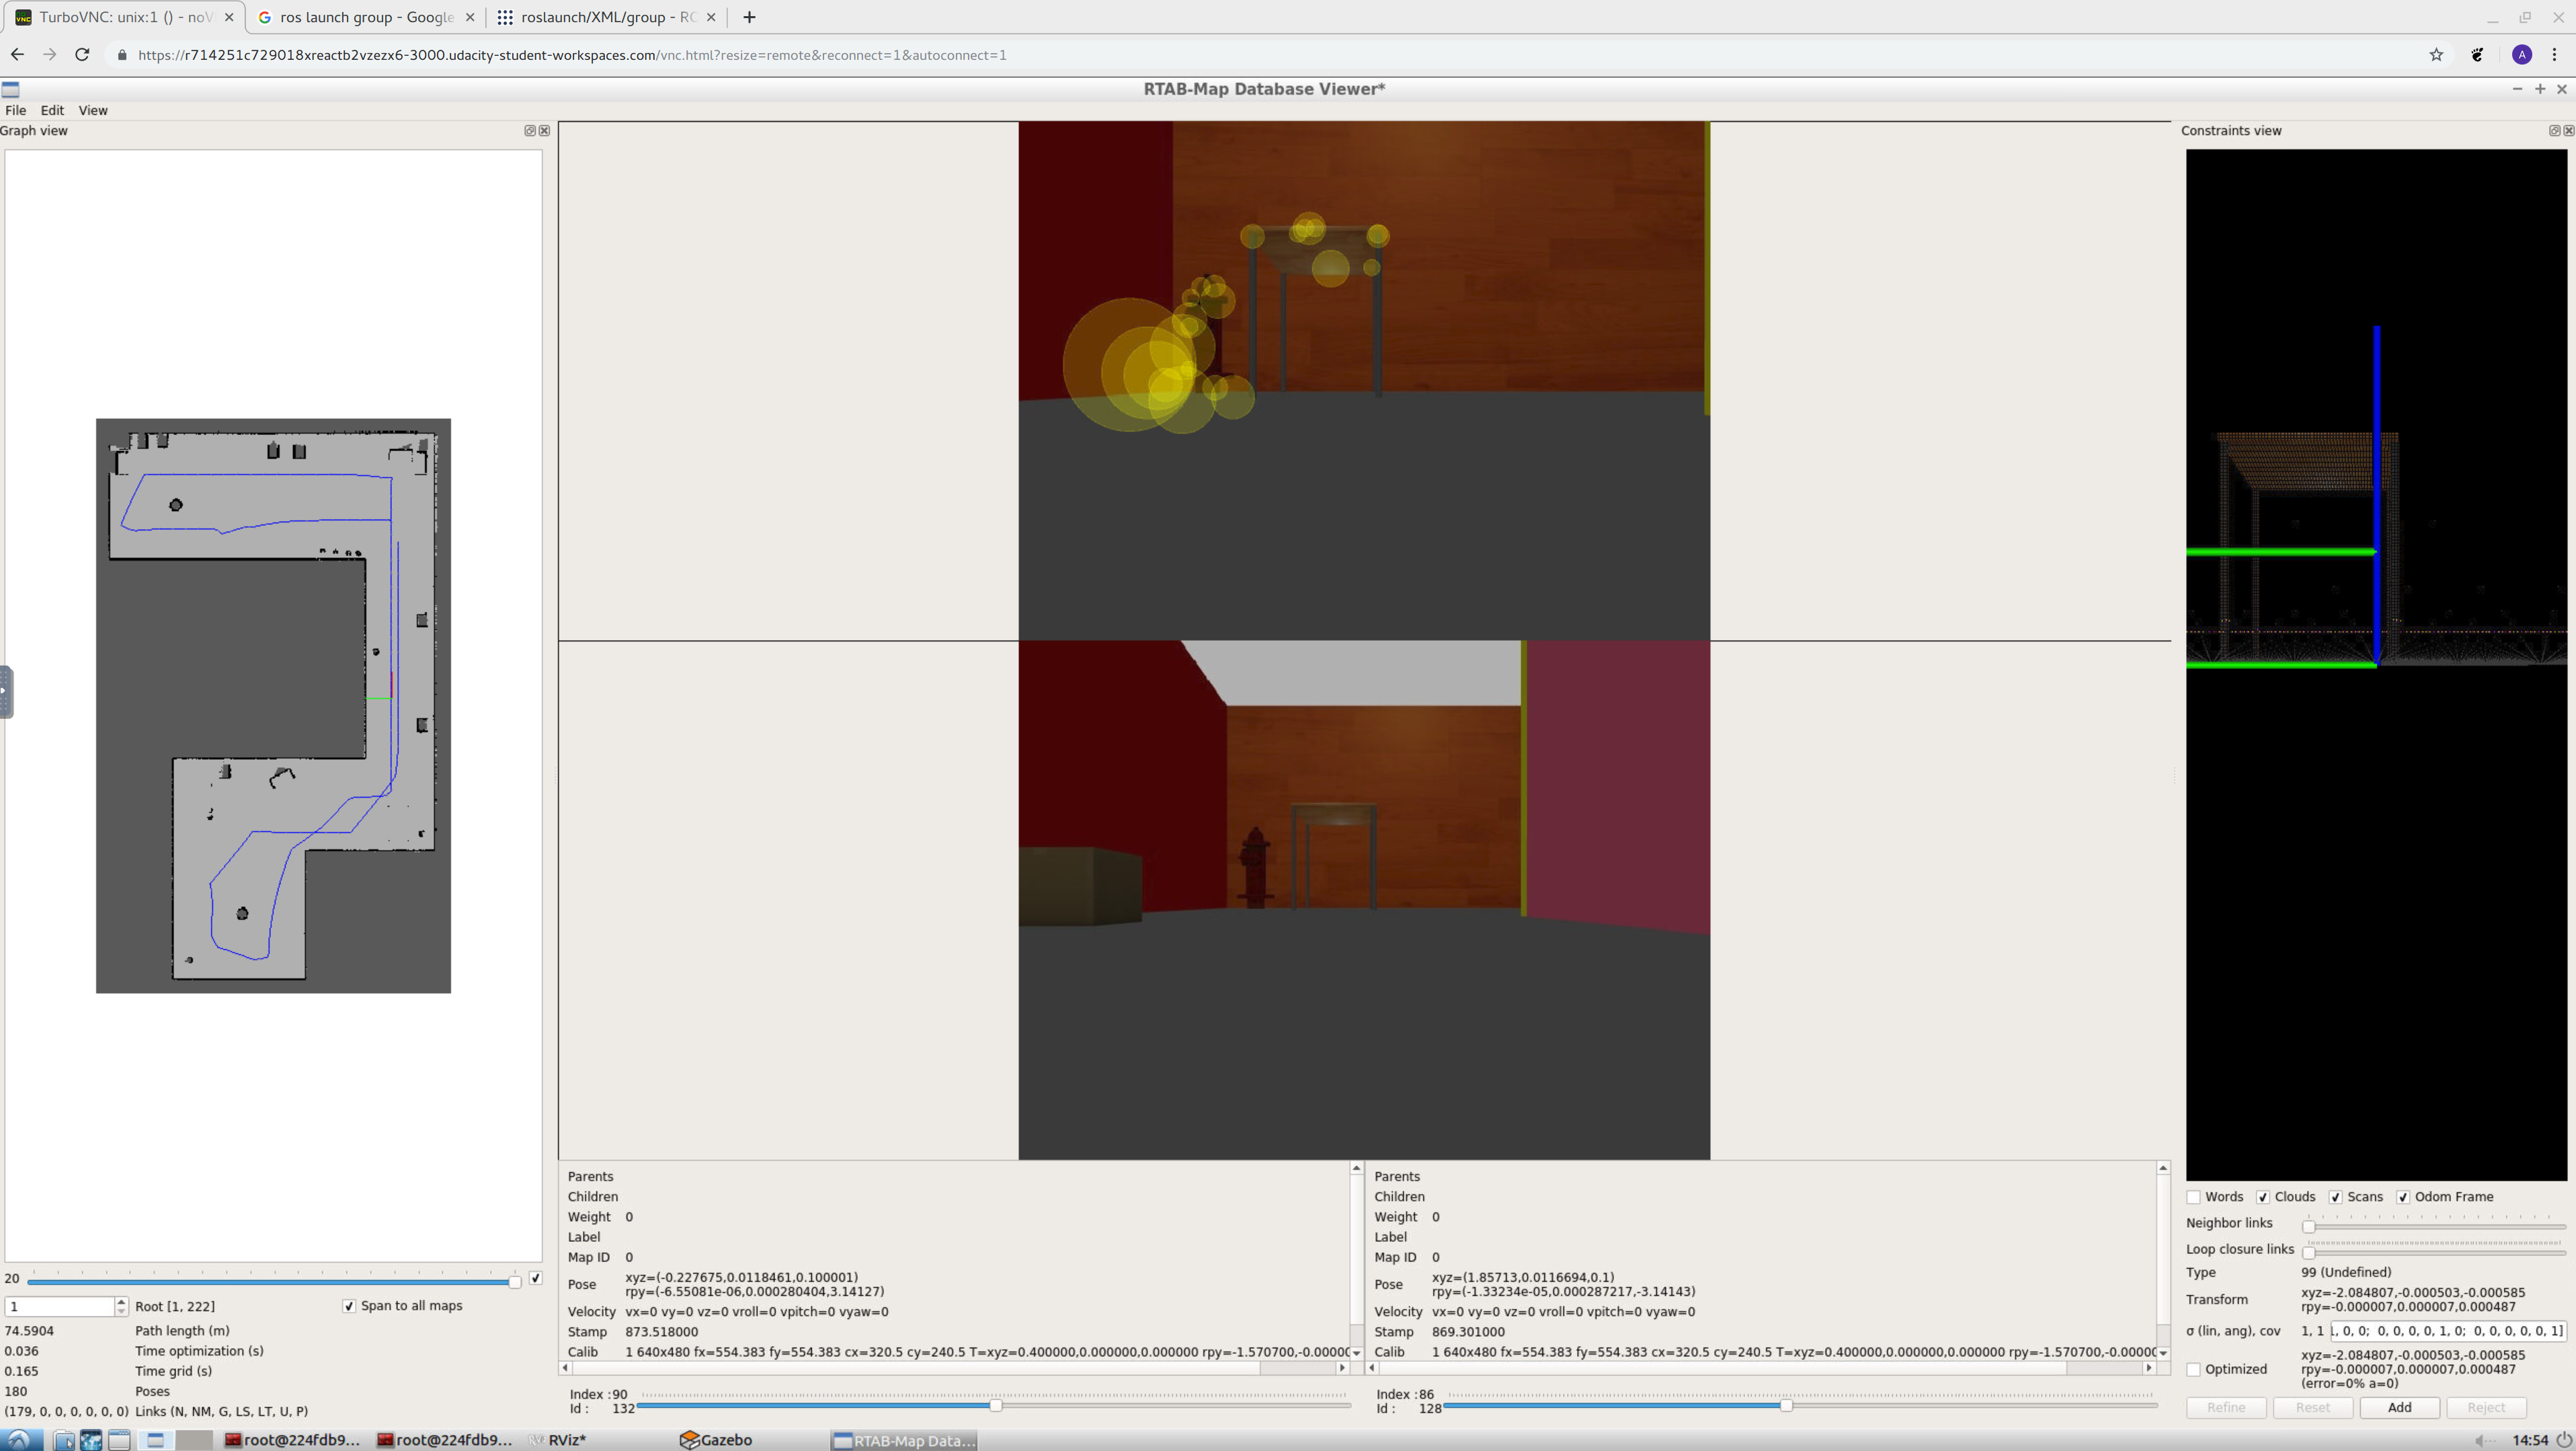 TurboVNC: unix:1 () - noV
ros launch group - Google
roslaunch/XML/group - RO
https://r714251c729018xreactb2vzezx6-3000.udacity-student-workspaces.com/vnc.html?resize=remote&reconnect=1&autoconnect=1
A
RTAB-Map Database Viewer*
File Edit View
Graph view
Constraints view
20
1 Root [1, 222] Span to all maps
74.5904 Path length (m)
0.036 Time optimization (s)
0.165 Time grid (s)
180 Poses
(179, 0, 0, 0, 0, 0, 0) Links (N, NM, G, LS, LT, U, P)
Parents
Children
Weight 0
Label
Map ID 0
Pose xyz=(-0.227675,0.0118461,0.100001)
rpy=(-6.55081e-06,0.000280404,3.14127)
Velocity vx=0 vy=0 vz=0 vroll=0 vpitch=0 vyaw=0
Stamp 873.518000
Calib 1 640x480 fx=554.383 fy=554.383 cx=320.5 cy=240.5 T=xyz=0.400000,0.000000,0.000000 rpy=-1.570700,-0.0000
Index :90
Id : 132
Parents
Children
Weight 0
Label
Map ID 0
Pose xyz=(1.85713,0.0116694,0.1)
rpy=(-1.33234e-05,0.000287217,-3.14143)
Velocity vx=0 vy=0 vz=0 vroll=0 vpitch=0 vyaw=0
Stamp 869.301000
Calib 1 640x480 fx=554.383 fy=554.383 cx=320.5 cy=240.5 T=xyz=0.400000,0.000000,0.000000 rpy=-1.570700,-0.0000
Index :86
Id : 128
Words Clouds Scans Odom Frame
Neighbor links
Loop closure links
Type 99 (Undefined)
Transform xyz=-2.084807,-0.000503,-0.000585
rpy=-0.000007,0.000007,0.000487
σ (lin, ang), cov 1, 1 1, 0, 0; 0, 0, 0, 0, 1, 0; 0, 0, 0, 0, 0, 1]
Optimized xyz=-2.084807,-0.000503,-0.000585
rpy=-0.000007,0.000007,0.000487
(error=0% a=0)
Refine Reset Add Reject
root@224fdb9... root@224fdb9... RViz* Gazebo RTAB-Map Data... 14:54